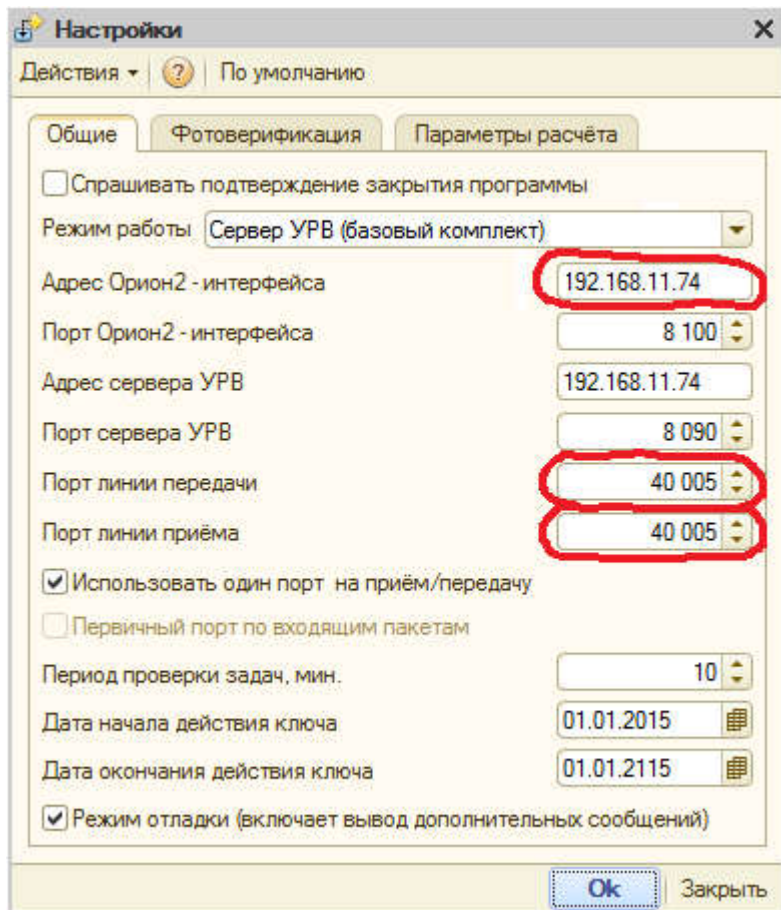 Настройки
Действия ? По умолчанию
Общие Фотоверификация Параметры расчёта
Спрашивать подтверждение закрытия программы
Режим работы Сервер УРВ (базовый комплект)
Адрес Орион2 - интерфейса 192.168.11.74
Порт Орион2 - интерфейса 8 100
Адрес сервера УРВ 192.168.11.74
Порт сервера УРВ 8 090
Порт линии передачи 40 005
Порт линии приёма 40 005
Использовать один порт на приём/передачу
Первичный порт по входящим пакетам
Период проверки задач, мин. 10
Дата начала действия ключа 01.01.2015
Дата окончания действия ключа 01.01.2115
Режим отладки (включает вывод дополнительных сообщений)
Ok Закрыть